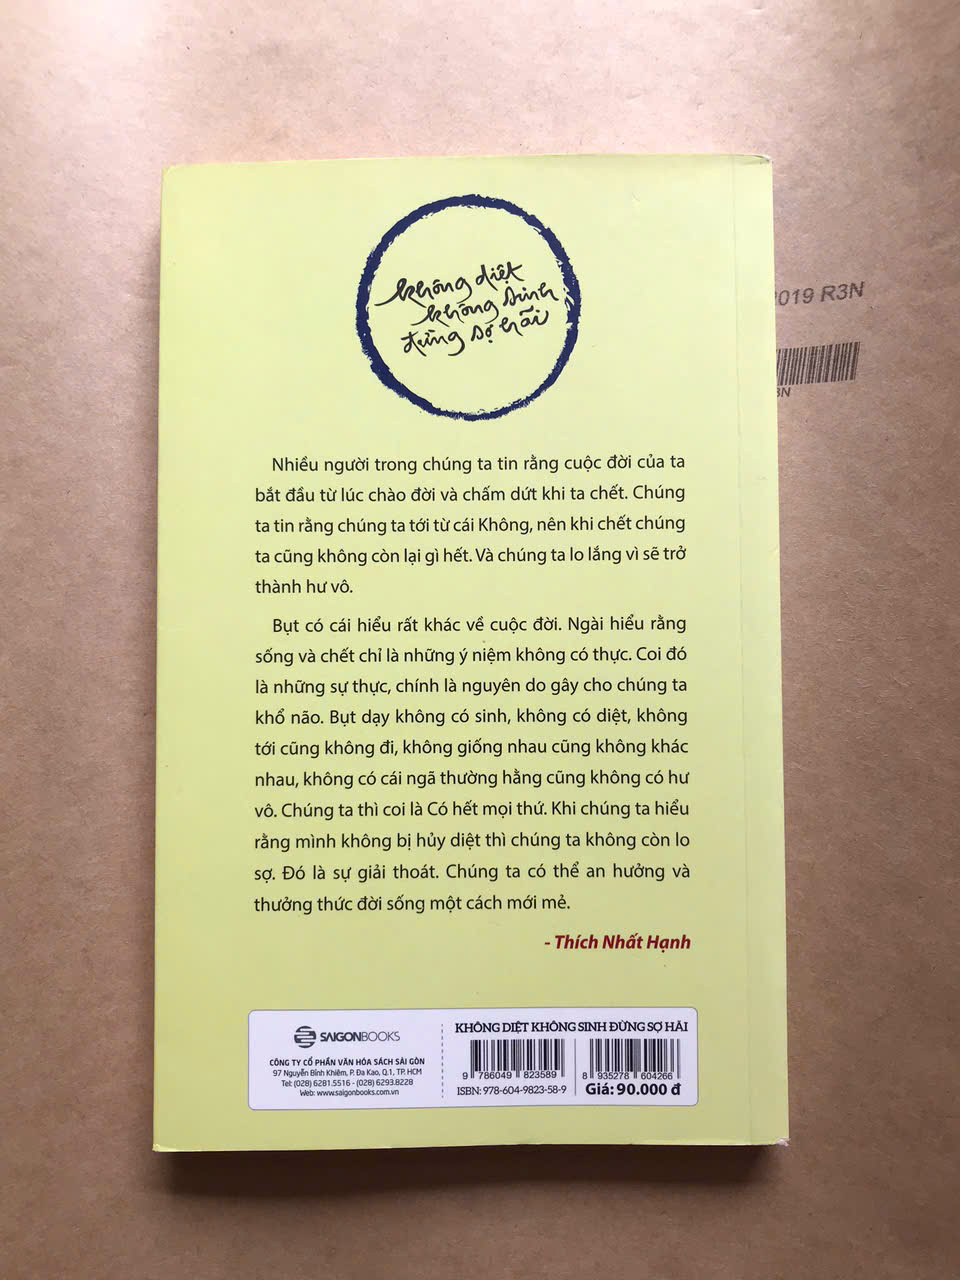 không diệt
không sinh
đừng sợ hãi
019 R3N
3N
Nhiều người trong chúng ta tin rằng cuộc đời của ta
bắt đầu từ lúc chào đời và chấm dứt khi ta chết. Chúng
ta tin rằng chúng ta tới từ cái Không, nên khi chết chúng
ta cũng không còn lại gì hết. Và chúng ta lo lắng vì sẽ trở
thành hư vô.
Bụt có cái hiểu rất khác về cuộc đời. Ngài hiểu rằng
sống và chết chỉ là những ý niệm không có thực. Coi đó
là những sự thực, chính là nguyên do gây cho chúng ta
khổ não. Bụt dạy không có sinh, không có diệt, không
tới cũng không đi, không giống nhau cũng không khác
nhau, không có cái ngã thường hằng cũng không có hư
vô. Chúng ta thì coi là Có hết mọi thứ. Khi chúng ta hiểu
rằng mình không bị hủy diệt thì chúng ta không còn lo
sợ. Đó là sự giải thoát. Chúng ta có thể an hưởng và
thưởng thức đời sống một cách mới mẻ.
- Thích Nhất Hạnh
SAIGONBOOKS
CÔNG TY CỔ PHẦN VĂN HÓA SÁCH SÀI GÒN
97 Nguyễn Bỉnh Khiêm, P. Đa Kao, Q.1, TP. HCM
Tel: (028) 6281.5516 - (028) 6293.8228
Web: www.saigonbooks.com.vn
KHÔNG DIỆT KHÔNG SINH ĐỪNG SỢ HÃI
9 786049 823589
ISBN: 978-604-9823-58-9
8 935278 604266
Giá: 90.000 đ